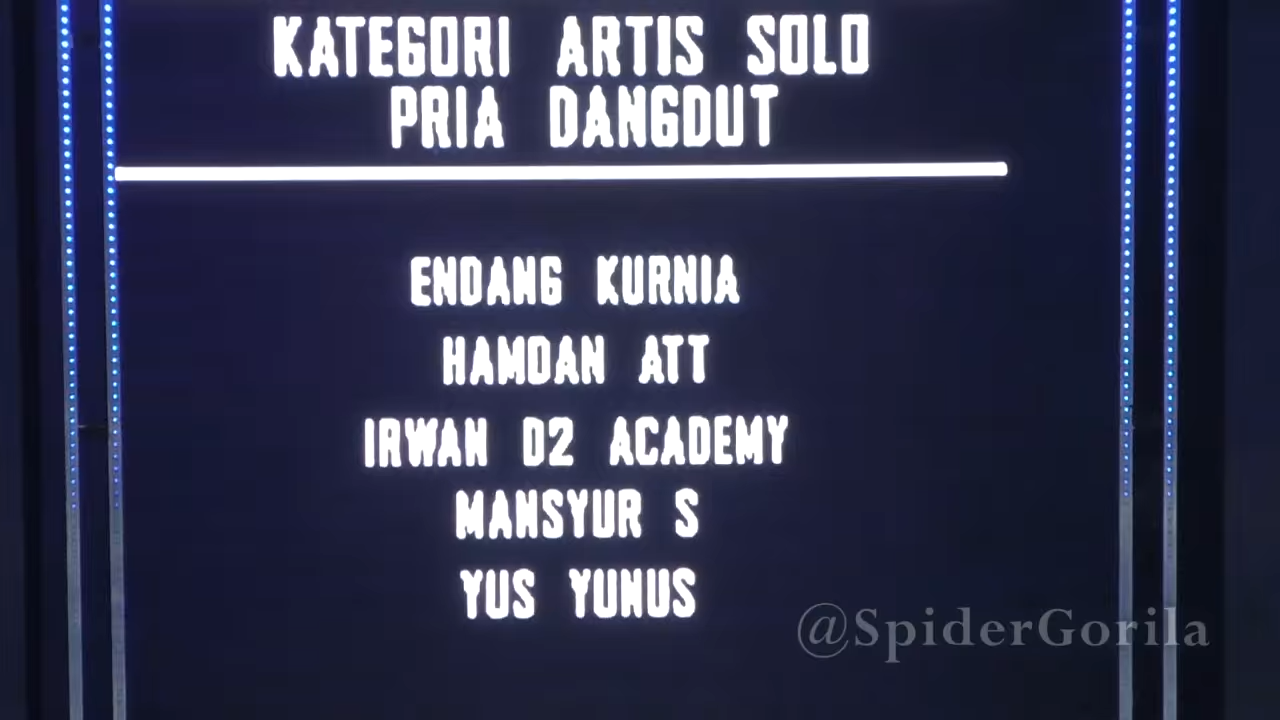 KATEGORI ARTIS SOLO
PRIA DANGDUT
ENDANG KURNIA
HAMDAN ATT
IRWAN D2 ACADEMY
MANSYUR S
YUS YUNUS
@SpiderGorila